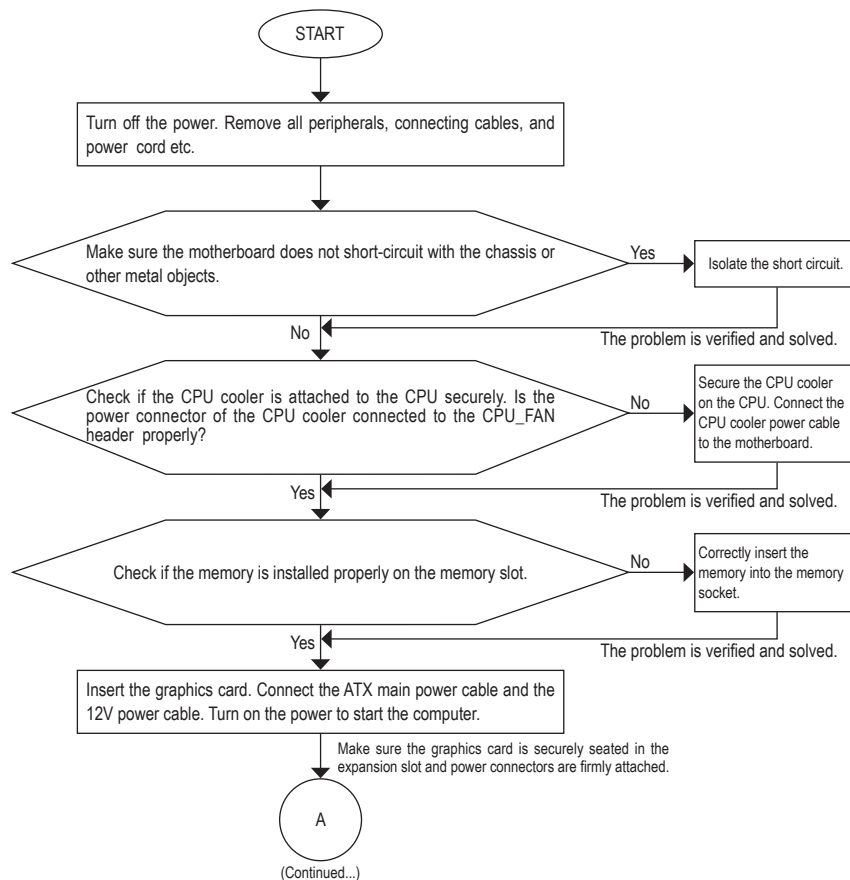 START
Turn off the power. Remove all peripherals, connecting cables, and
power cord etc.
Make sure the motherboard does not short-circuit with the chassis or
other metal objects.
Yes
Isolate the short circuit.
No
The problem is verified and solved.
Check if the CPU cooler is attached to the CPU securely. Is the
power connector of the CPU cooler connected to the CPU_FAN
header properly?
No
Secure the CPU cooler
on the CPU. Connect the
CPU cooler power cable
to the motherboard.
Yes
The problem is verified and solved.
Check if the memory is installed properly on the memory slot.
No
Correctly insert the
memory into the memory
socket.
Yes
The problem is verified and solved.
Insert the graphics card. Connect the ATX main power cable and the
12V power cable. Turn on the power to start the computer.
Make sure the graphics card is securely seated in the
expansion slot and power connectors are firmly attached.
A
(Continued...)